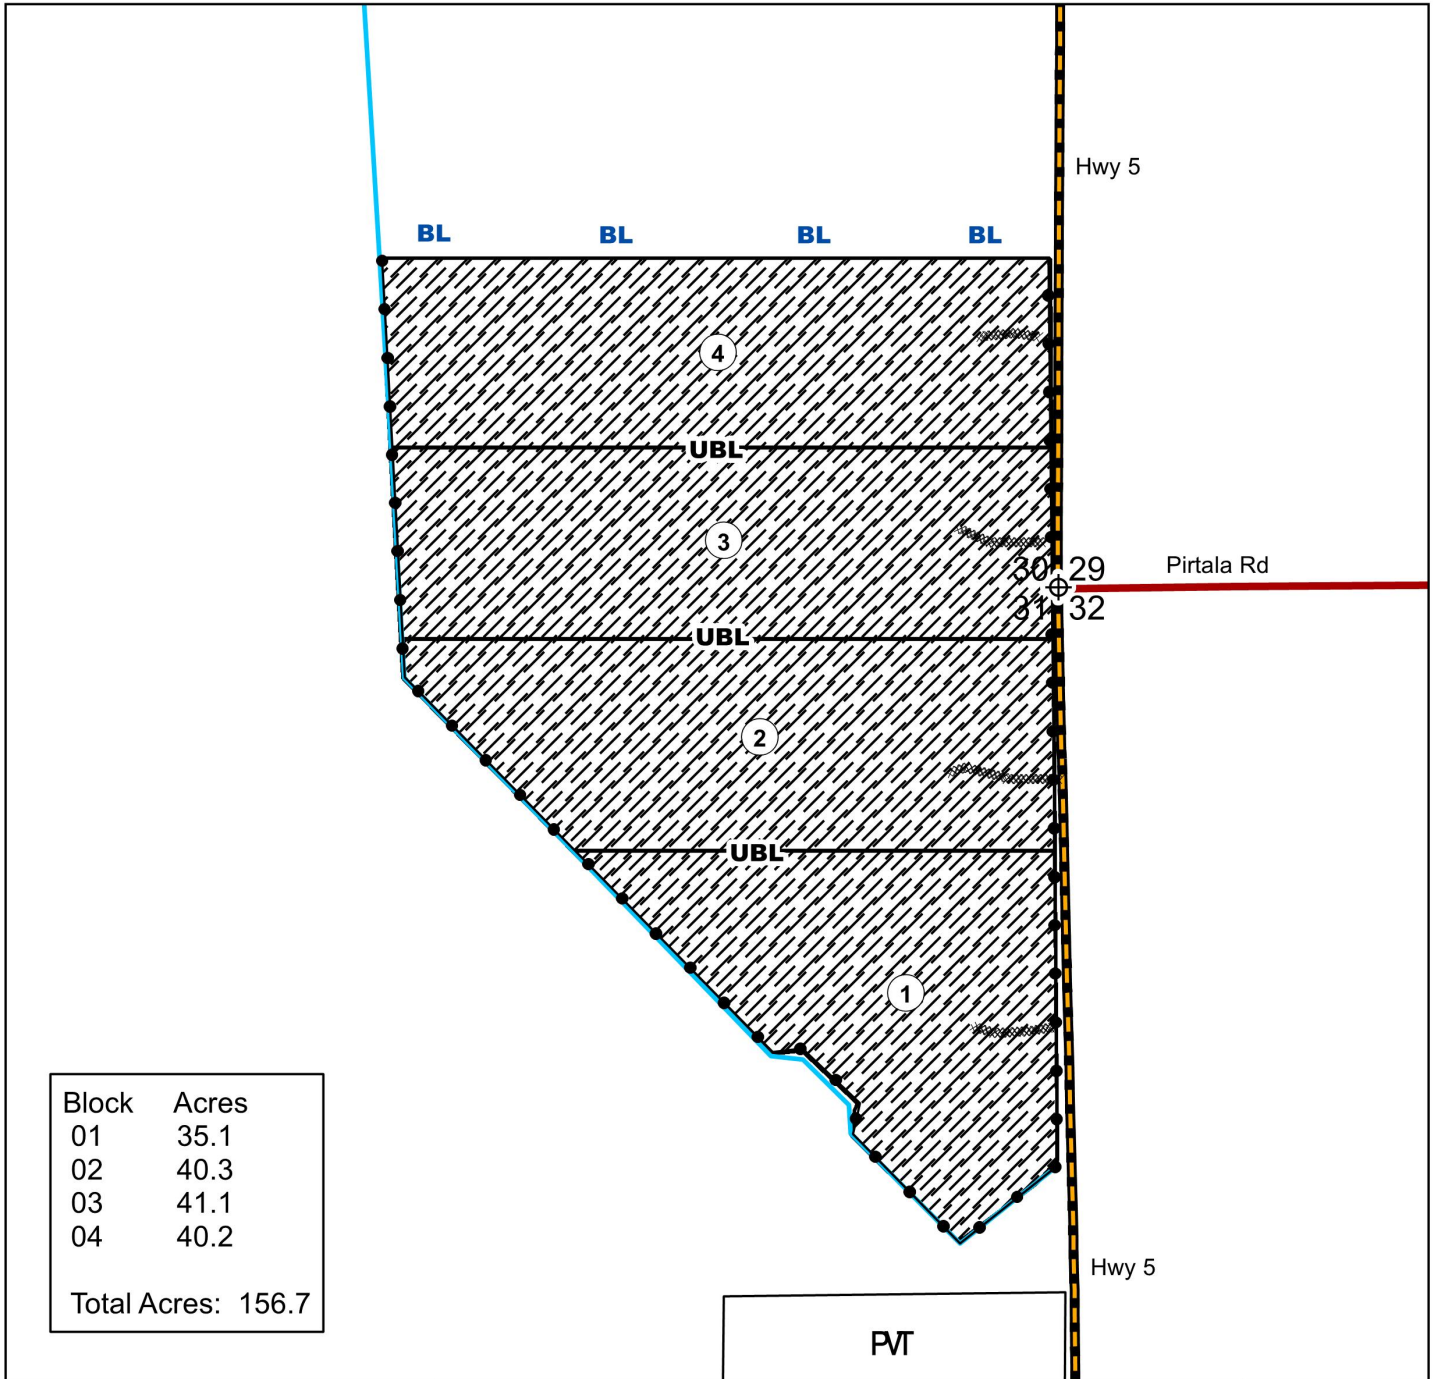 Hwy 5
BL BL BL BL
4
UBL
3
30 29
Pirtala Rd
31 32
UBL
2
UBL
1
Block Acres
01 35.1
02 40.3
03 41.1
04 40.2
Total Acres: 156.7
Hwy 5
PVT